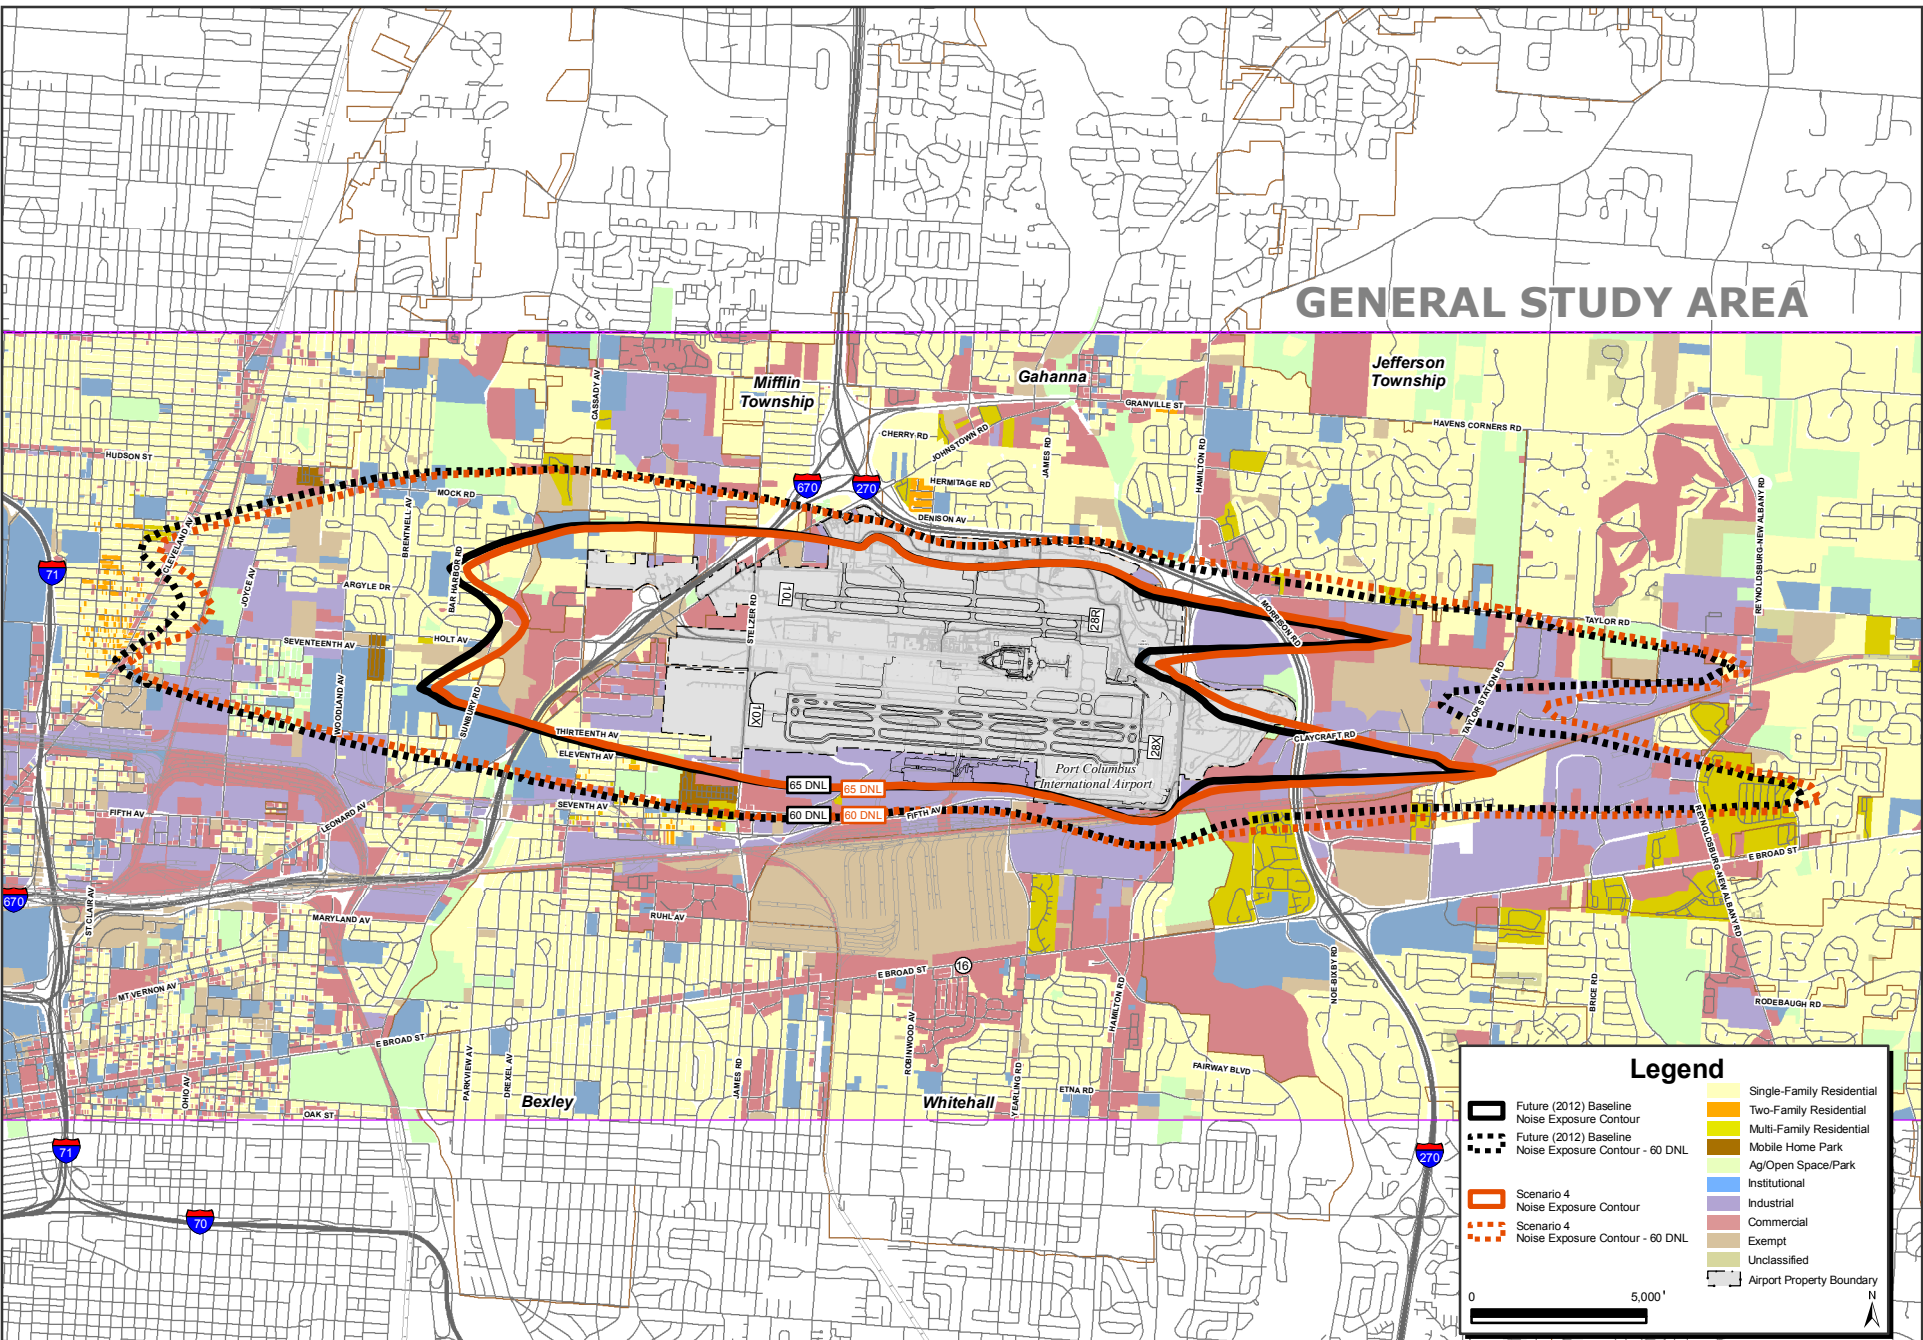 GENERAL STUDY AREA
Jefferson
Township
Gahanna
Mifflin
Township
CASSADY AV
GRANVILLE ST
HAVENS CORNERS RD
CHERRY RD
JOHNSTOWN RD
JAMES RD
HAMILTON RD
HUDSON ST
MOCK RD
670
270
HERMITAGE RD
DENISON AV
REYNOLDSBURG-NEW ALBANY RD
CLEVELAND AV
BRENTNELL AV
BAR HARBOR RD
71
JOYCE AV
ARGYLE DR
10L
STELZER RD
28R
MORRISON RD
TAYLOR RD
SEVENTEENTH AV
HOLT AV
WOODLAND AV
SUNBURY RD
10X
TAYLOR STATION RD
THIRTEENTH AV
ELEVENTH AV
28X
CLAYCRAFT RD
Port Columbus
International Airport
65 DNL
65 DNL
60 DNL
60 DNL
FIFTH AV
SEVENTH AV
FIFTH AV
LEONARD AV
REYNOLDSBURG-NEW ALBANY RD
E BROAD ST
670
ST CLAIR AV
MARYLAND AV
RUHL AV
E BROAD ST
16
MT VERNON AV
HAMILTON RD
NOE-BIXBY RD
BRICE RD
RODEBAUGH RD
E BROAD ST
PARKVIEW AV
DREXEL AV
JAMES RD
ROBINWOOD AV
YEARLING RD
ETNA RD
FAIRWAY BLVD
OHIO AV
OAK ST
Bexley
Whitehall
71
270
70
Legend
Future (2012) Baseline
Noise Exposure Contour
Future (2012) Baseline
Noise Exposure Contour - 60 DNL
Scenario 4
Noise Exposure Contour
Scenario 4
Noise Exposure Contour - 60 DNL
Single-Family Residential
Two-Family Residential
Multi-Family Residential
Mobile Home Park
Ag/Open Space/Park
Institutional
Industrial
Commercial
Exempt
Unclassified
Airport Property Boundary
0
5,000'
N